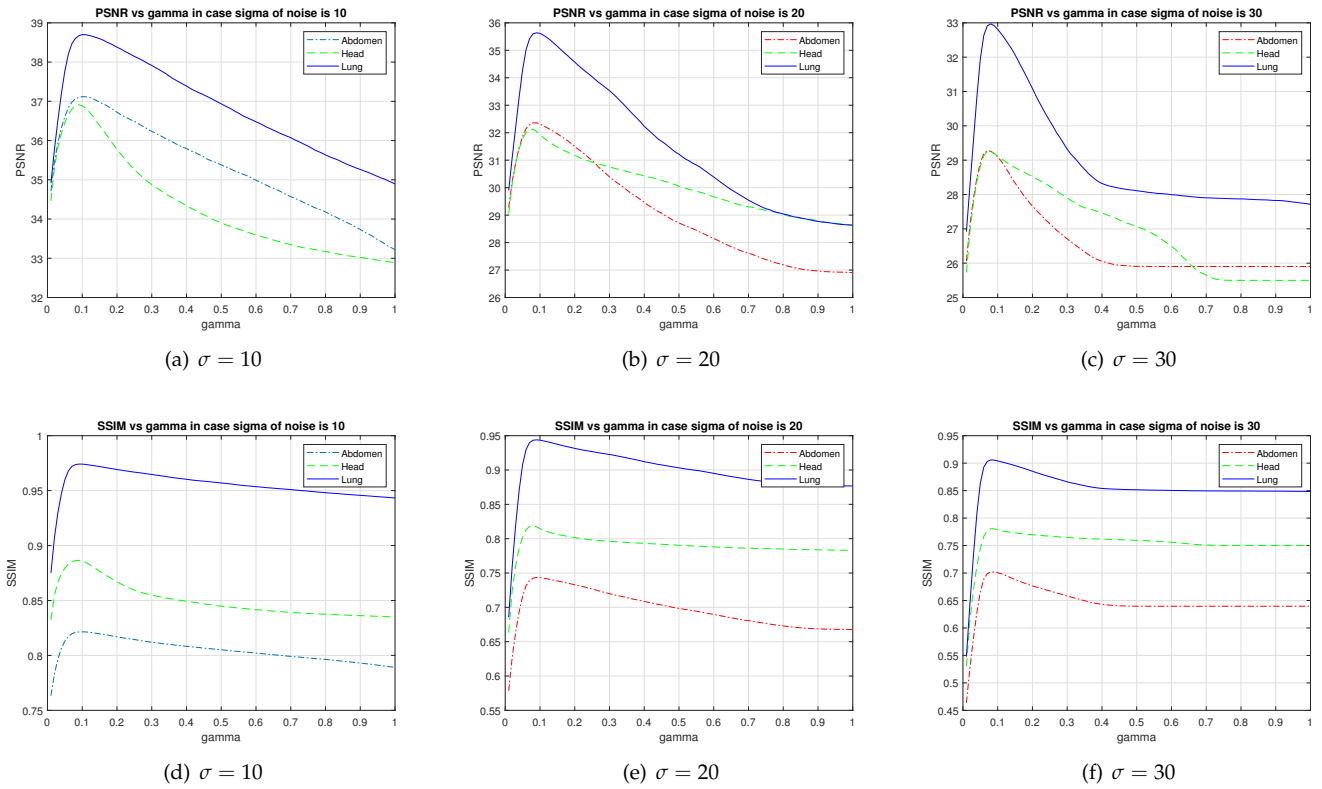 PSNR vs gamma in case sigma of noise is 10
39
38
37
36
35
34
33
32
PSNR
0 0.1 0.2 0.3 0.4 0.5 0.6 0.7 0.8 0.9 1
gamma
Abdomen
Head
Lung
(a) σ = 10
PSNR vs gamma in case sigma of noise is 20
36
35
34
33
32
31
30
29
28
27
26
PSNR
0 0.1 0.2 0.3 0.4 0.5 0.6 0.7 0.8 0.9 1
gamma
Abdomen
Head
Lung
(b) σ = 20
PSNR vs gamma in case sigma of noise is 30
33
32
31
30
29
28
27
26
25
PSNR
0 0.1 0.2 0.3 0.4 0.5 0.6 0.7 0.8 0.9 1
gamma
Abdomen
Head
Lung
(c) σ = 30
SSIM vs gamma in case sigma of noise is 10
1
0.95
0.9
0.85
0.8
0.75
SSIM
0 0.1 0.2 0.3 0.4 0.5 0.6 0.7 0.8 0.9 1
gamma
Abdomen
Head
Lung
(d) σ = 10
SSIM vs gamma in case sigma of noise is 20
0.95
0.9
0.85
0.8
0.75
0.7
0.65
0.6
0.55
SSIM
0 0.1 0.2 0.3 0.4 0.5 0.6 0.7 0.8 0.9 1
gamma
Abdomen
Head
Lung
(e) σ = 20
SSIM vs gamma in case sigma of noise is 30
0.95
0.9
0.85
0.8
0.75
0.7
0.65
0.6
0.55
0.5
0.45
SSIM
0 0.1 0.2 0.3 0.4 0.5 0.6 0.7 0.8 0.9 1
gamma
Abdomen
Head
Lung
(f) σ = 30